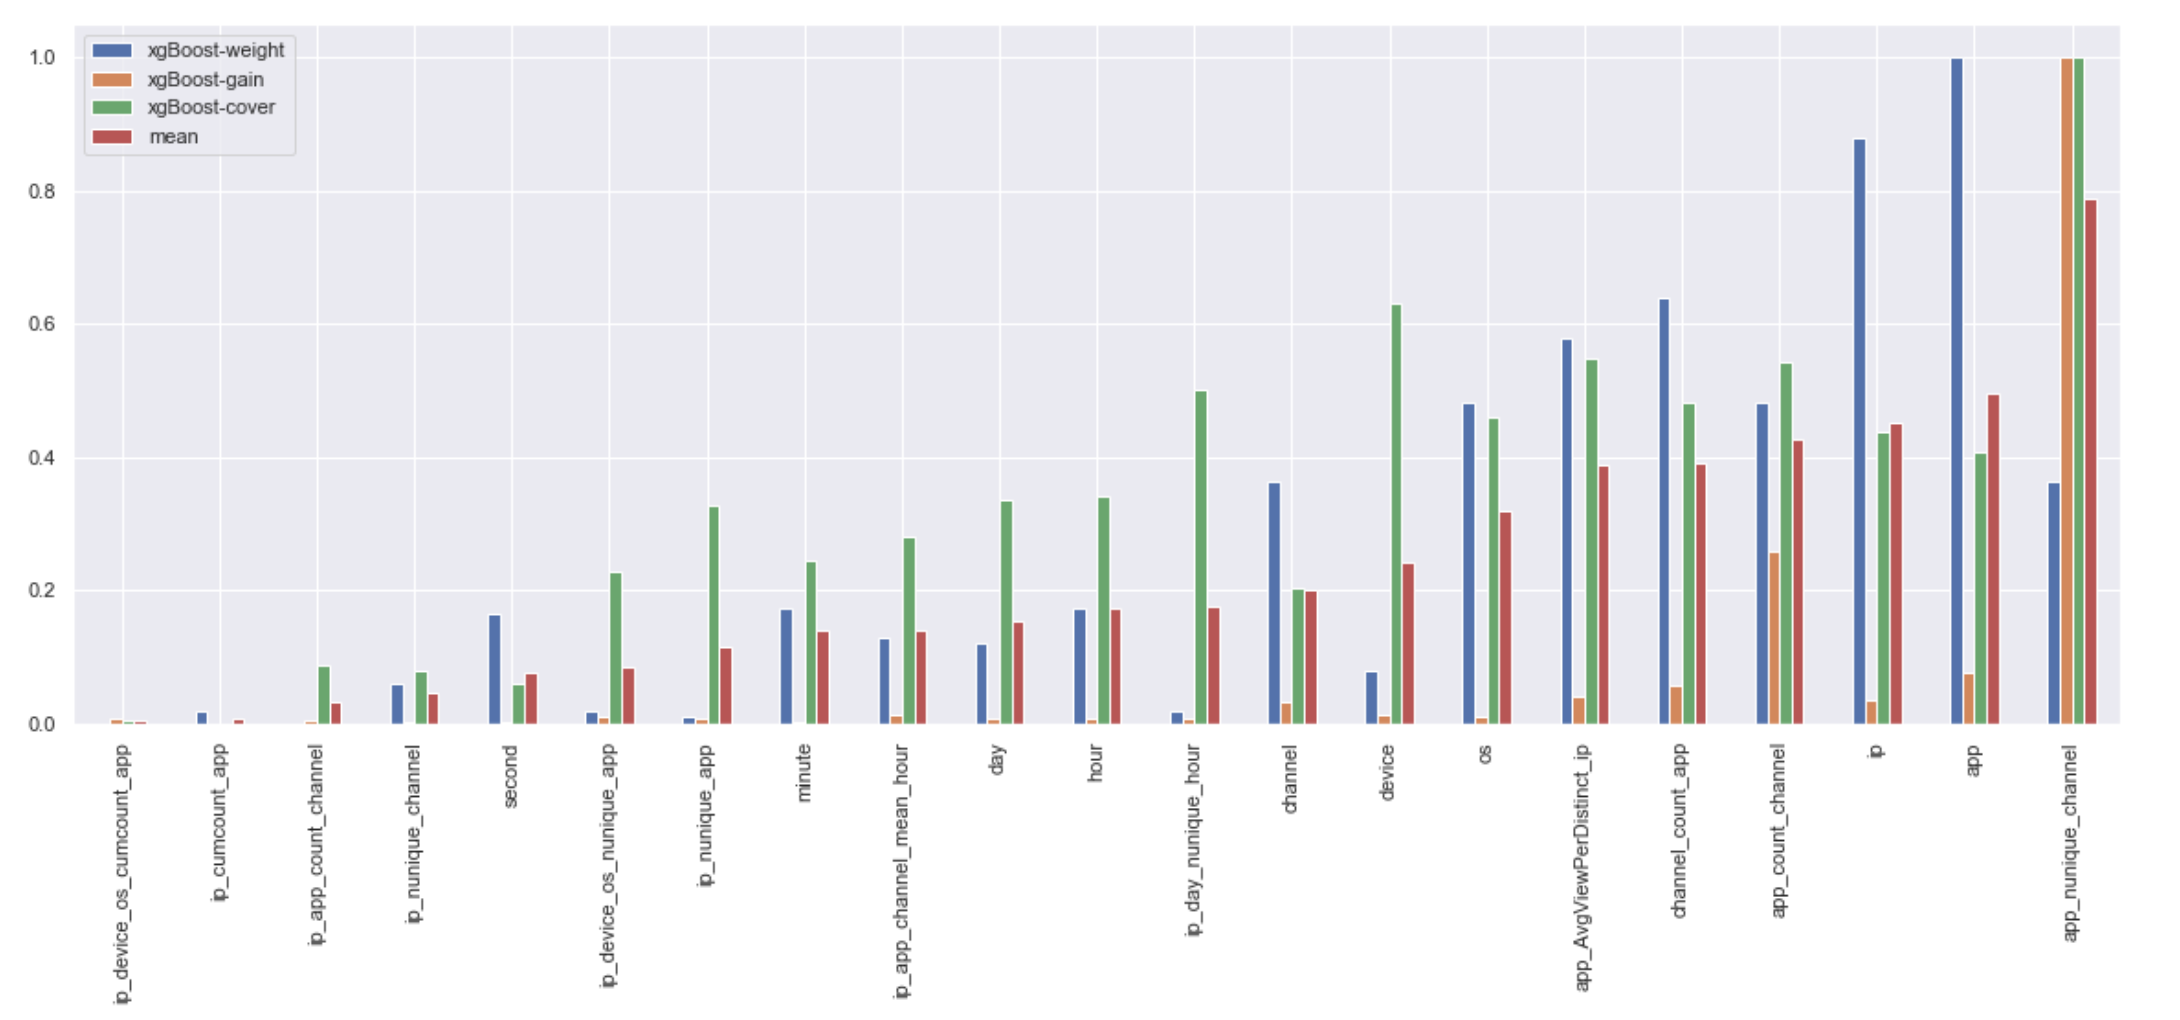 xgBoost-weight
xgBoost-gain
xgBoost-cover
mean
1.0
0.8
0.6
0.4
0.2
0.0
ip_device_os_cumcount_app
ip_cumcount_app
ip_app_count_channel
ip_nunique_channel
second
ip_device_os_nunique_app
ip_nunique_app
minute
ip_app_channel_mean_hour
day
hour
ip_day_nunique_hour
channel
device
os
app_AvgViewPerDistinct_ip
channel_count_app
app_count_channel
ip
app
app_nunique_channel